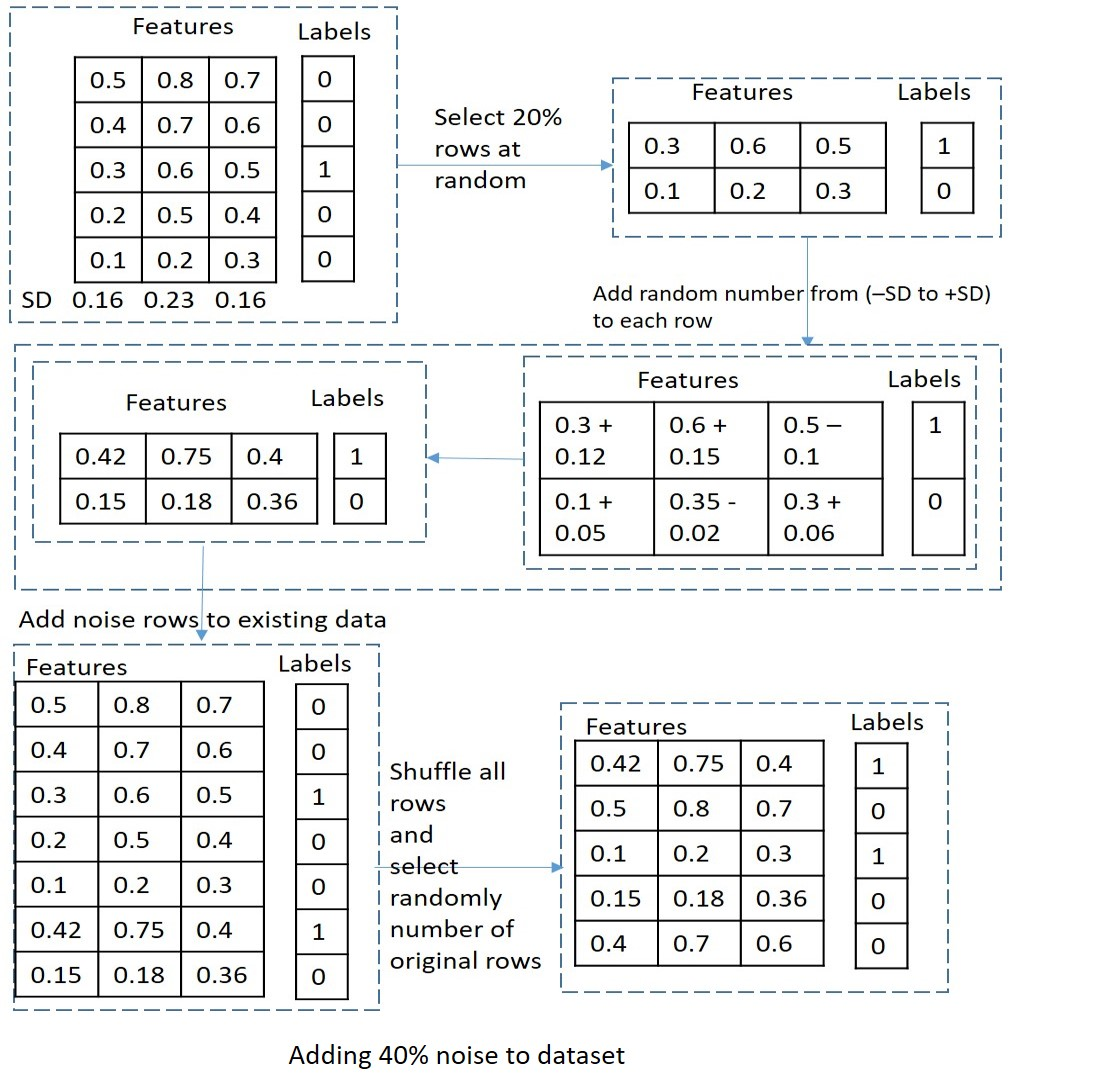 Features Labels
0.5 0.8 0.7 0
0.4 0.7 0.6 0
0.3 0.6 0.5 1
0.2 0.5 0.4 0
0.1 0.2 0.3 0
SD 0.16 0.23 0.16
Select 20%
rows at
random
Features Labels
0.3 0.6 0.5 1
0.1 0.2 0.3 0
Add random number from (–SD to +SD)
to each row
Features Labels
0.3 + 0.6 + 0.5 – 1
0.12 0.15 0.1
0.1 + 0.35 - 0.3 + 0
0.05 0.02 0.06
Features Labels
0.42 0.75 0.4 1
0.15 0.18 0.36 0
Add noise rows to existing data
Features Labels
0.5 0.8 0.7 0
0.4 0.7 0.6 0
0.3 0.6 0.5 1
0.2 0.5 0.4 0
0.1 0.2 0.3 0
0.42 0.75 0.4 1
0.15 0.18 0.36 0
Shuffle all
rows
and
select
randomly
number of
original rows
Features Labels
0.42 0.75 0.4 1
0.5 0.8 0.7 0
0.1 0.2 0.3 1
0.15 0.18 0.36 0
0.4 0.7 0.6 0
Adding 40% noise to dataset